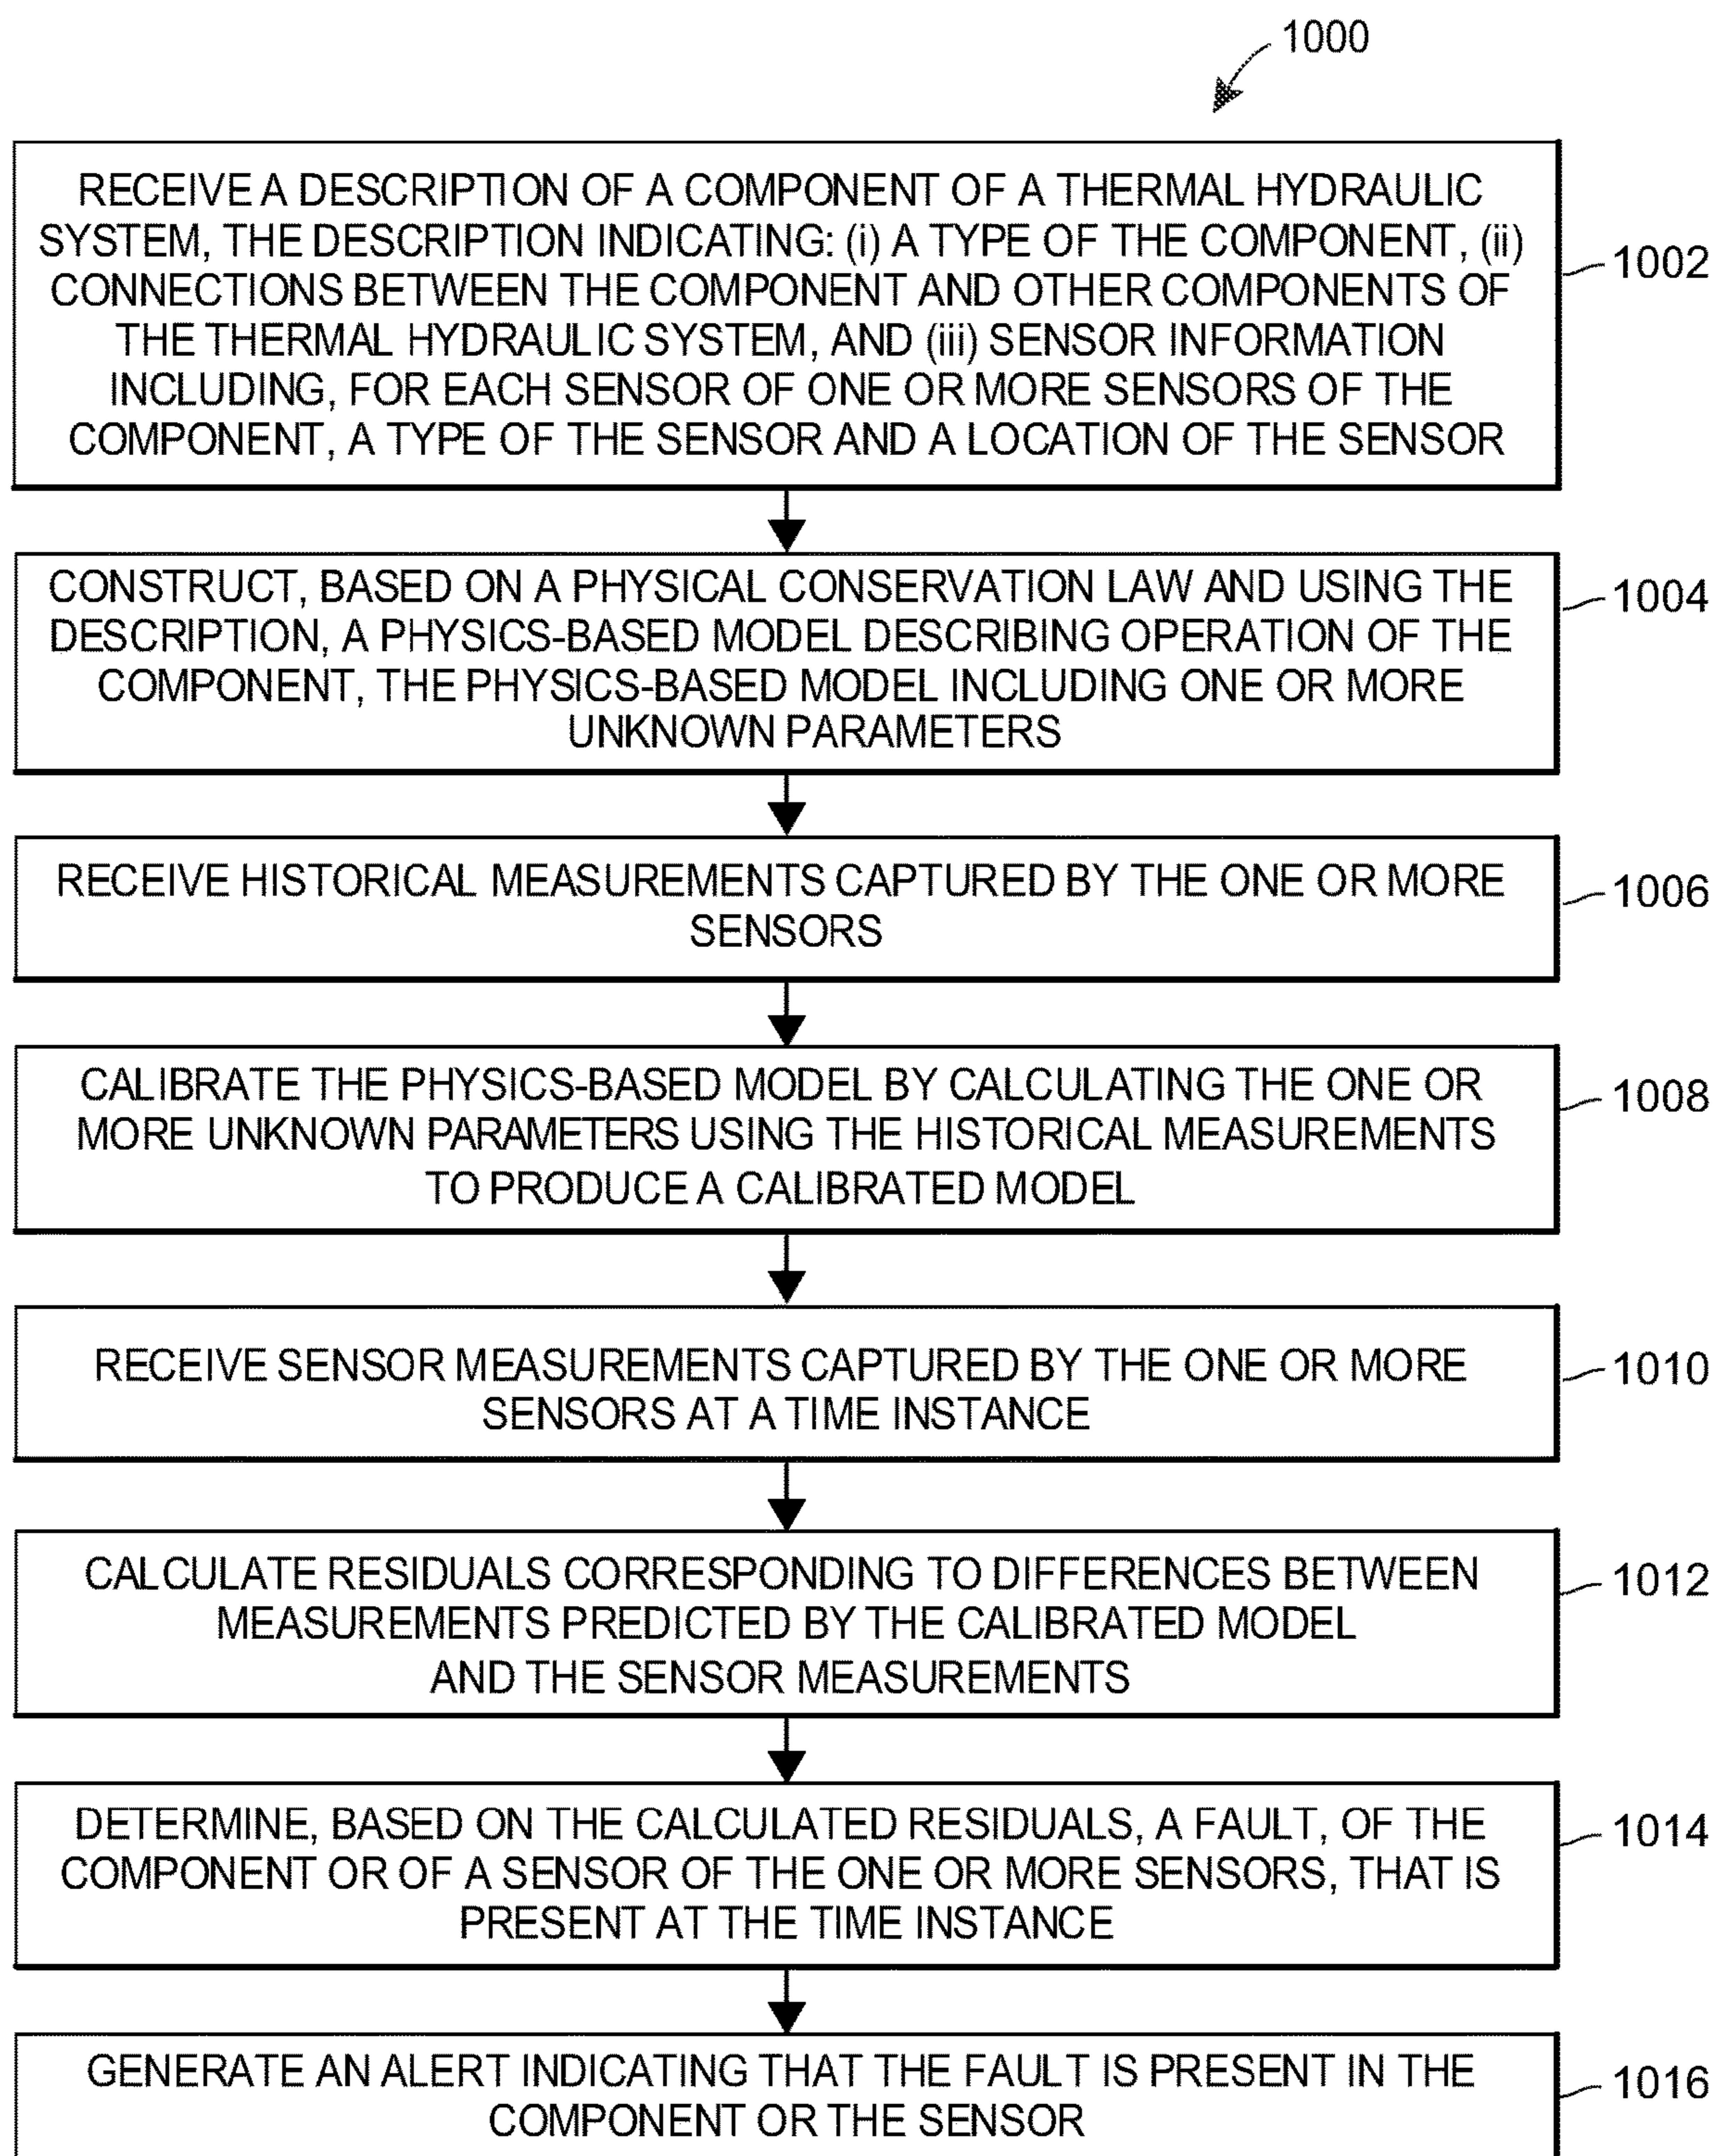 1000
RECEIVE A DESCRIPTION OF A COMPONENT OF A THERMAL HYDRAULIC
SYSTEM, THE DESCRIPTION INDICATING: (i) A TYPE OF THE COMPONENT, (ii)
CONNECTIONS BETWEEN THE COMPONENT AND OTHER COMPONENTS OF
THE THERMAL HYDRAULIC SYSTEM, AND (iii) SENSOR INFORMATION
INCLUDING, FOR EACH SENSOR OF ONE OR MORE SENSORS OF THE
COMPONENT, A TYPE OF THE SENSOR AND A LOCATION OF THE SENSOR
1002
CONSTRUCT, BASED ON A PHYSICAL CONSERVATION LAW AND USING THE
DESCRIPTION, A PHYSICS-BASED MODEL DESCRIBING OPERATION OF THE
COMPONENT, THE PHYSICS-BASED MODEL INCLUDING ONE OR MORE
UNKNOWN PARAMETERS
1004
RECEIVE HISTORICAL MEASUREMENTS CAPTURED BY THE ONE OR MORE
SENSORS
1006
CALIBRATE THE PHYSICS-BASED MODEL BY CALCULATING THE ONE OR
MORE UNKNOWN PARAMETERS USING THE HISTORICAL MEASUREMENTS
TO PRODUCE A CALIBRATED MODEL
1008
RECEIVE SENSOR MEASUREMENTS CAPTURED BY THE ONE OR MORE
SENSORS AT A TIME INSTANCE
1010
CALCULATE RESIDUALS CORRESPONDING TO DIFFERENCES BETWEEN
MEASUREMENTS PREDICTED BY THE CALIBRATED MODEL
AND THE SENSOR MEASUREMENTS
1012
DETERMINE, BASED ON THE CALCULATED RESIDUALS, A FAULT, OF THE
COMPONENT OR OF A SENSOR OF THE ONE OR MORE SENSORS, THAT IS
PRESENT AT THE TIME INSTANCE
1014
GENERATE AN ALERT INDICATING THAT THE FAULT IS PRESENT IN THE
COMPONENT OR THE SENSOR
1016